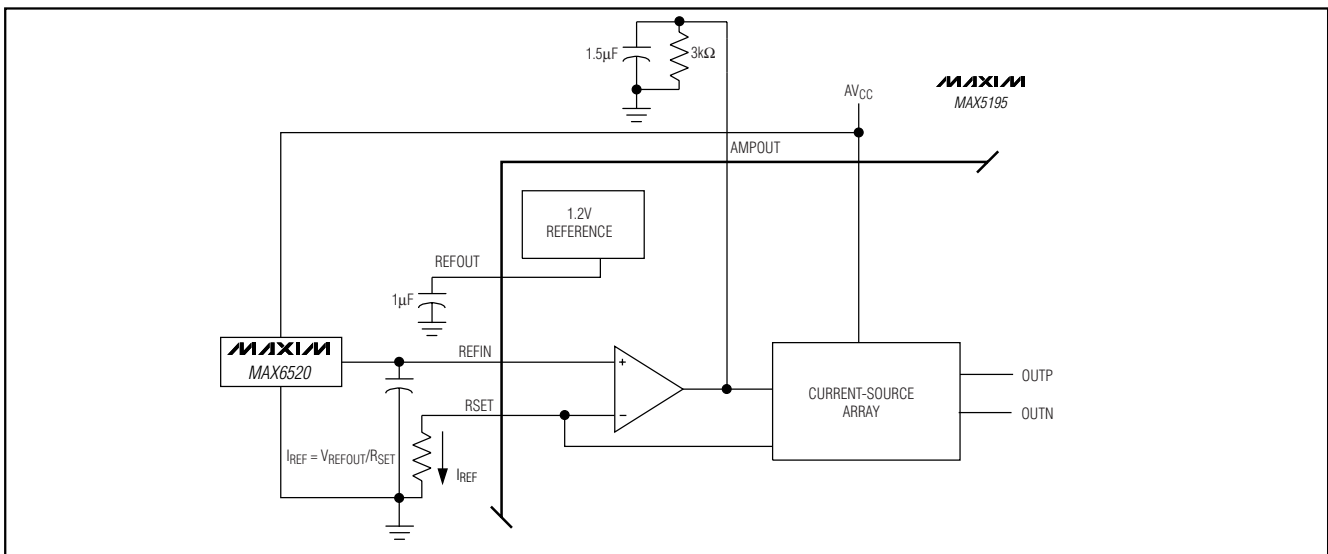 1.5µF
3kΩ
MAXIM
MAX5195
AVCC
AMPOUT
1.2V
REFERENCE
REFOUT
1µF
MAXIM
MAX6520
REFIN
+
RSET
−
CURRENT-SOURCE
ARRAY
OUTP
OUTN
IREF = VREFOUT/RSET
IREF